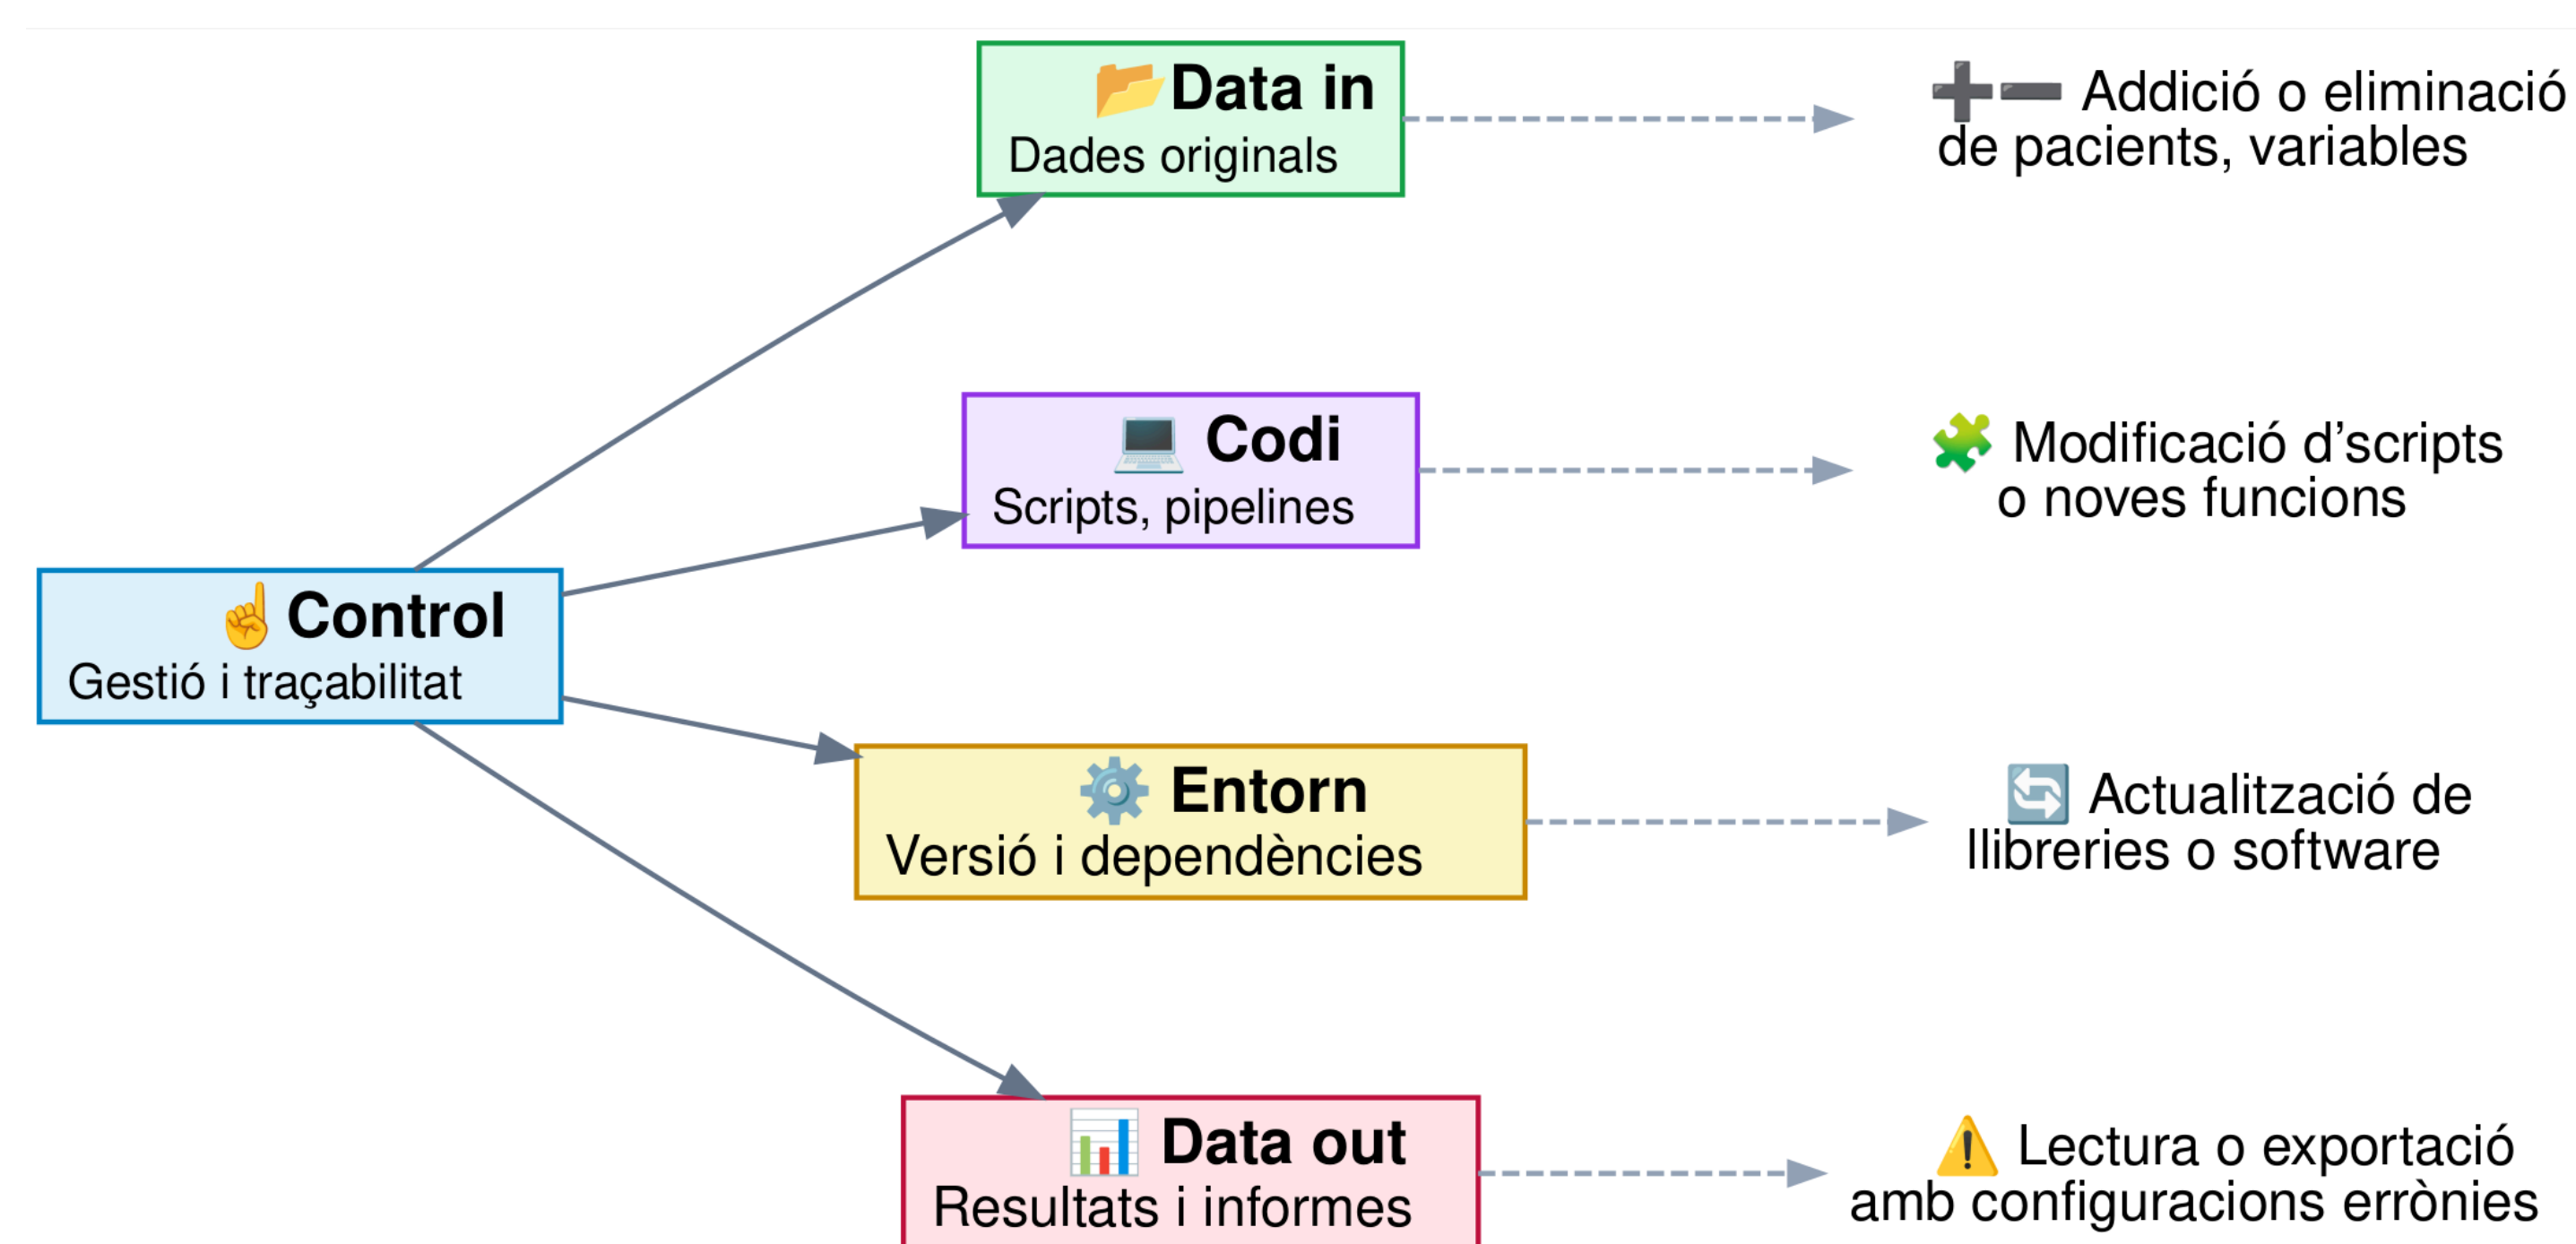 Data in
Dades originals
Addició o eliminació
de pacients, variables
Codi
Scripts, pipelines
Modificació d’scripts
o noves funcions
Control
Gestió i traçabilitat
Entorn
Versió i dependències
Actualització de
llibreries o software
Data out
Resultats i informes
Lectura o exportació
amb configuracions errònies